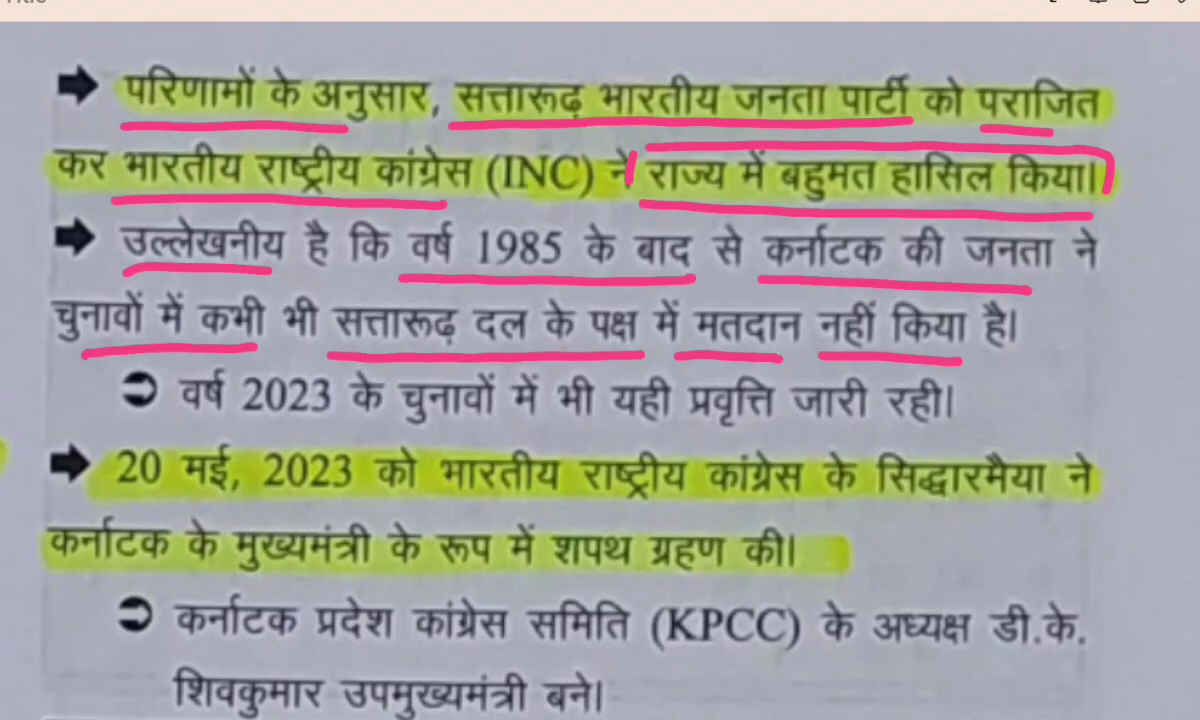 ➡ परिणामों के अनुसार, सत्तारूढ़ भारतीय जनता पार्टी को पराजित
कर भारतीय राष्ट्रीय कांग्रेस (INC) ने राज्य में बहुमत हासिल किया।
➡ उल्लेखनीय है कि वर्ष 1985 के बाद से कर्नाटक की जनता ने
चुनावों में कभी भी सत्तारूढ़ दल के पक्ष में मतदान नहीं किया है।
➲ वर्ष 2023 के चुनावों में भी यही प्रवृत्ति जारी रही।
➡ 20 मई, 2023 को भारतीय राष्ट्रीय कांग्रेस के सिद्धारमैया ने
कर्नाटक के मुख्यमंत्री के रूप में शपथ ग्रहण की।
➲ कर्नाटक प्रदेश कांग्रेस समिति (KPCC) के अध्यक्ष डी.के.
शिवकुमार उपमुख्यमंत्री बने।